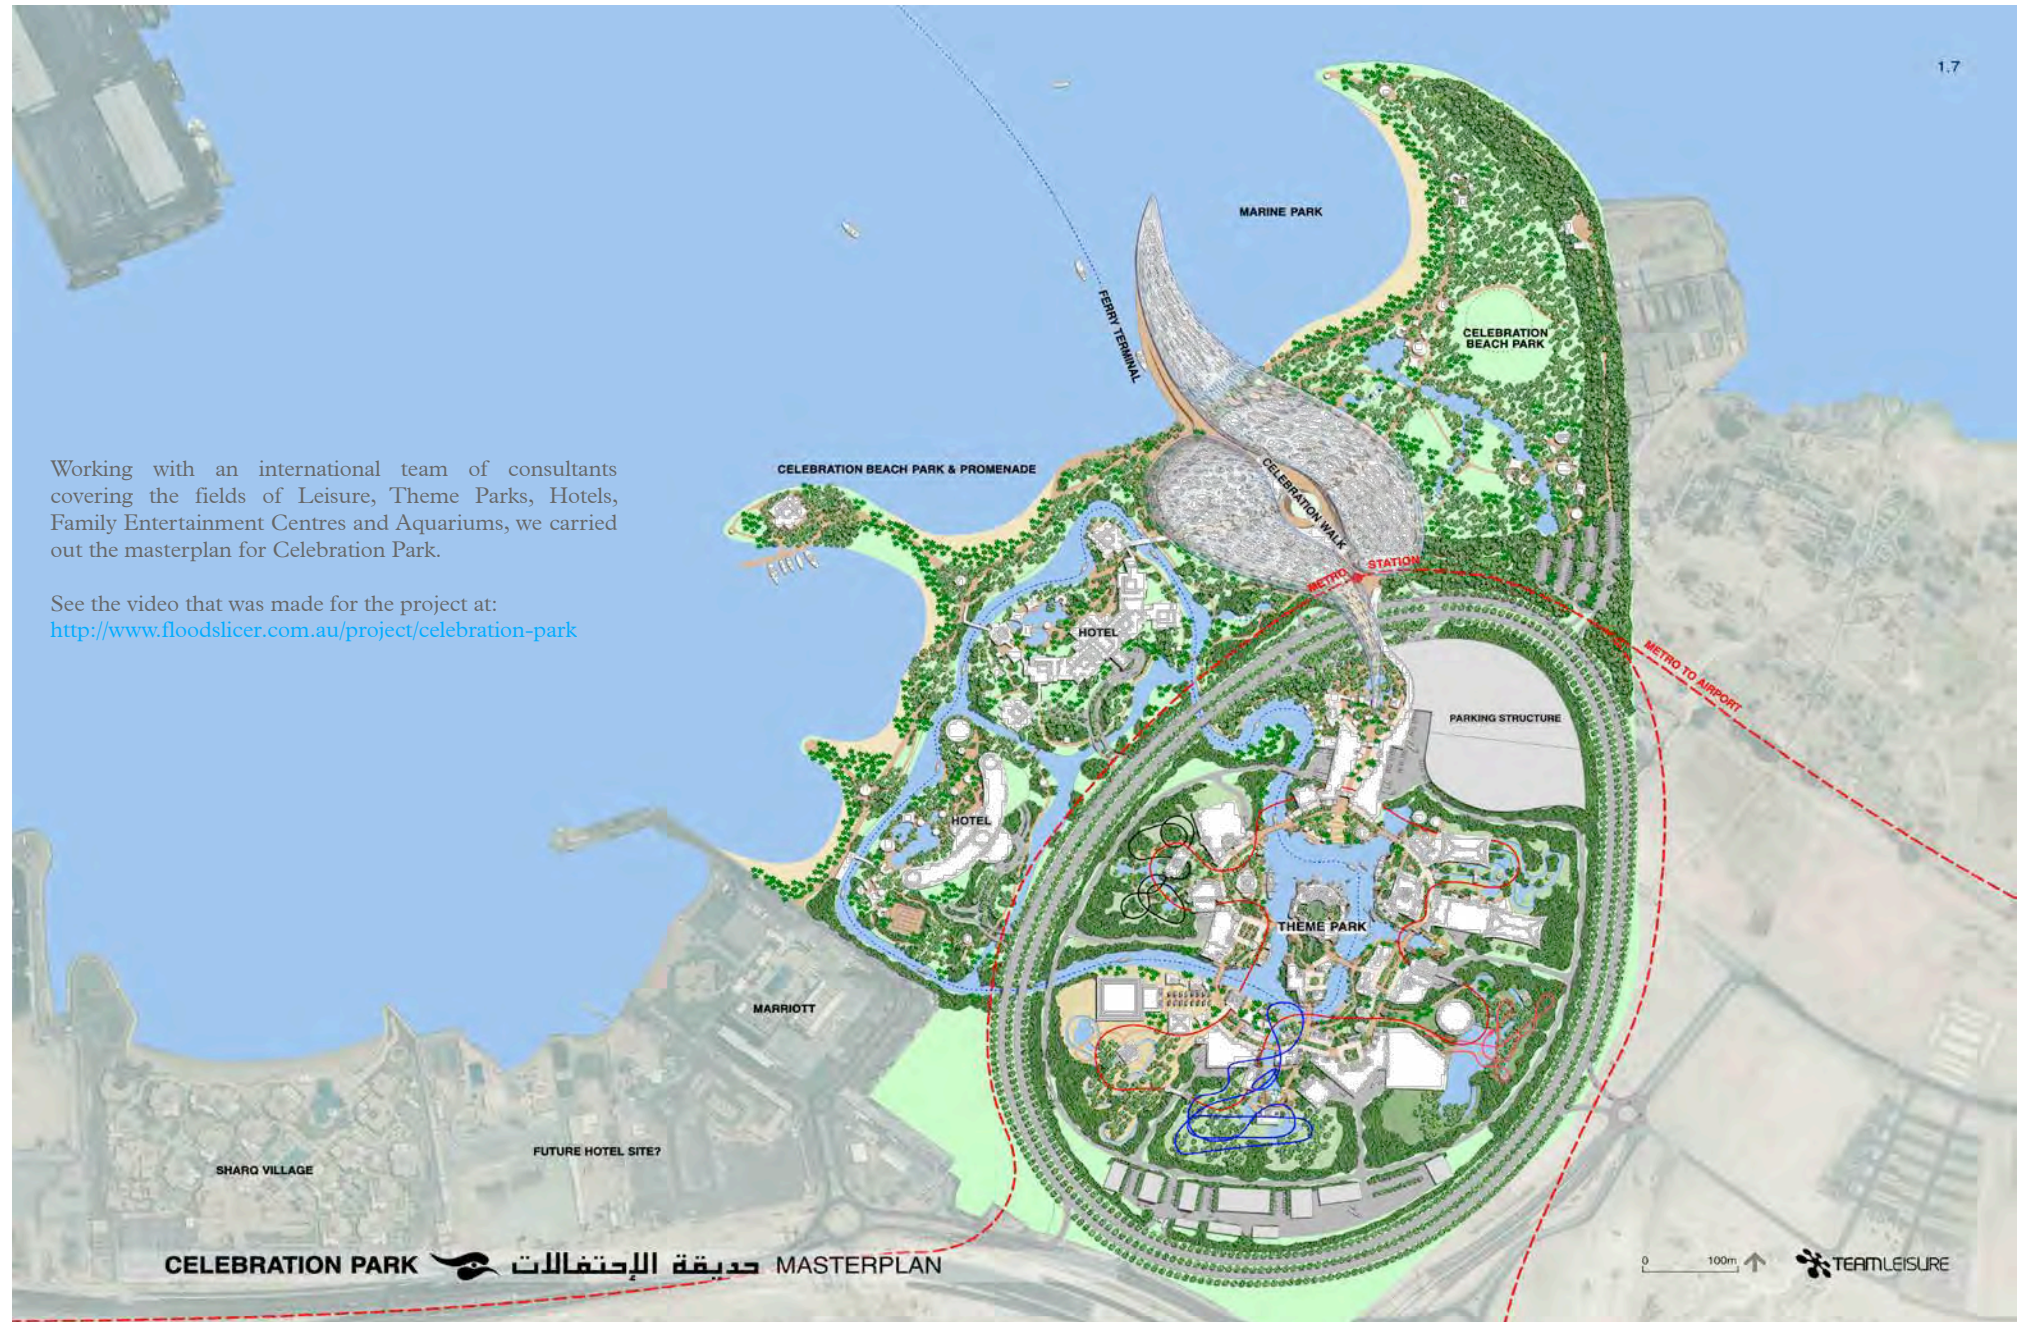 1.7
MARINE PARK
FERRY TERMINAL
CELEBRATION
BEACH PARK
Working with an international team of consultants
covering the fields of Leisure, Theme Parks, Hotels,
Family Entertainment Centres and Aquariums, we carried
out the masterplan for Celebration Park.
See the video that was made for the project at:
http://www.floodslicer.com.au/project/celebration-park
CELEBRATION BEACH PARK & PROMENADE
CELEBRATION WALK
METRO STATION
HOTEL
METRO TO AIRPORT
PARKING STRUCTURE
HOTEL
THEME PARK
MARRIOTT
FUTURE HOTEL SITE?
SHARQ VILLAGE
CELEBRATION PARK حديقة الإحتفالات MASTERPLAN
0 100m
TEAMLEISURE